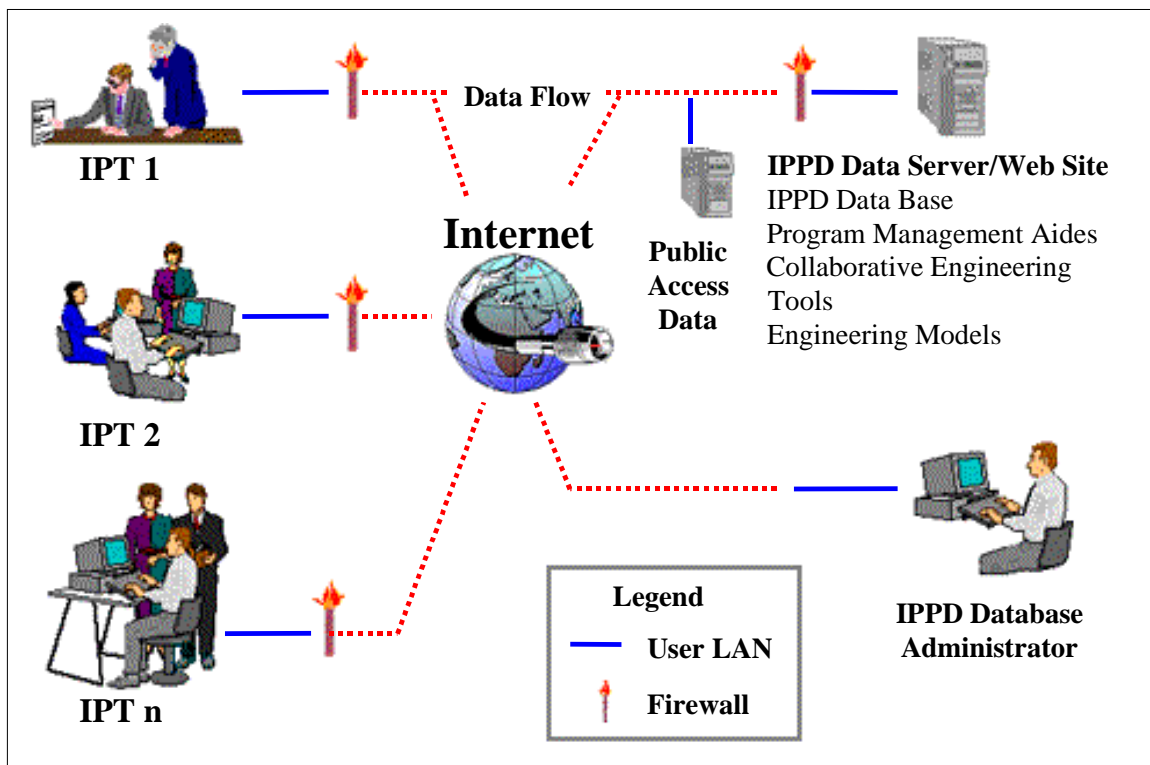 IPT 1
Data Flow
IPPD Data Server/Web Site
IPPD Data Base
Program Management Aides
Collaborative Engineering
Tools
Engineering Models
Public
Access
Data
Internet
IPT 2
IPT n
IPPD Database
Administrator
Legend
User LAN
Firewall